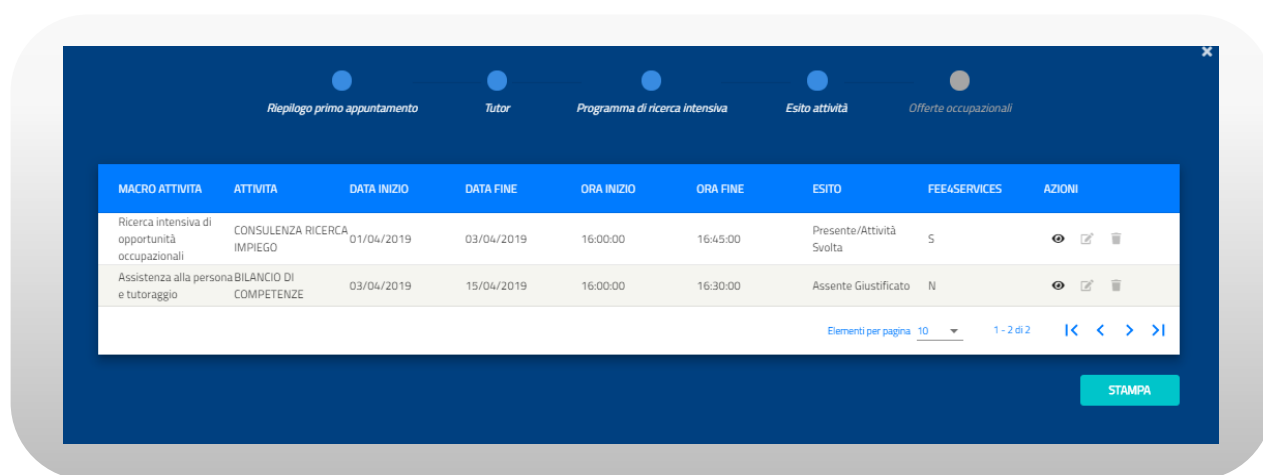 Riepilogo primo appuntamento Tutor Programma di ricerca intensiva Esito attività Offerte occupazionali
MACRO ATTIVITA ATTIVITA DATA INIZIO DATA FINE ORA INIZIO ORA FINE ESITO FEE4SERVICES AZIONI
Ricerca intensiva di
opportunità
occupazionali
CONSULENZA RICERCA
IMPIEGO
01/04/2019 03/04/2019 16:00:00 16:45:00
Presente/Attività
Svolta
S
Assistenza alla persona
e tutoraggio
BILANCIO DI
COMPETENZE
03/04/2019 15/04/2019 16:00:00 16:30:00 Assente Giustificato N
Elementi per pagina 10 1 - 2 di 2
STAMPA